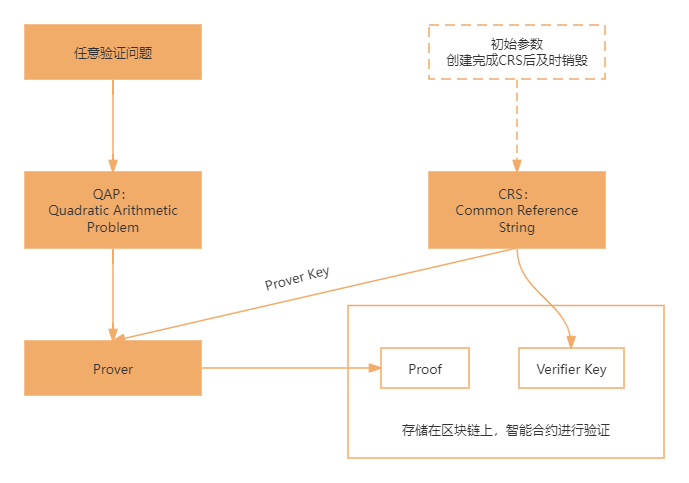 任意验证问题
初始参数
创建完成CRS后及时销毁
QAP：
Quadratic Arithmetic
Problem
CRS：
Common Reference
String
Prover Key
Prover
Proof
Verifier Key
存储在区块链上，智能合约进行验证